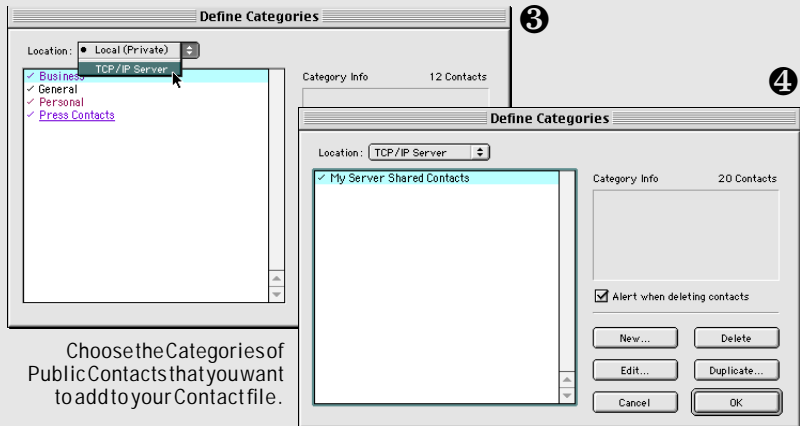 Define Categories
❸
Location: • Local (Private)
TCP/IP Server
✓ Business
✓ General
✓ Personal
✓ Press Contacts
Category Info 12 Contacts
❹
Define Categories
Location: TCP/IP Server
✓ My Server Shared Contacts
Category Info 20 Contacts
Alert when deleting contacts
New... Delete
Edit... Duplicate...
Cancel OK
Choose the Categories of
Public Contacts that you want
to add to your Contact file.